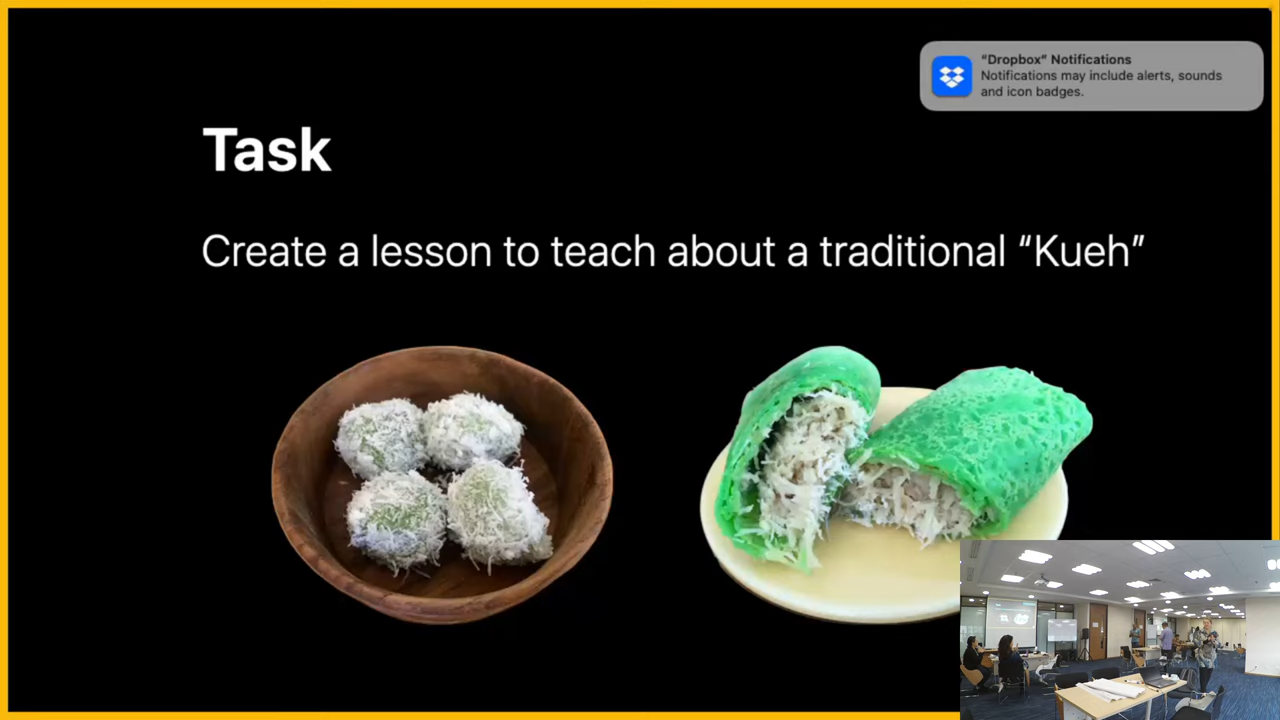 “Dropbox” Notifications
Notifications may include alerts, sounds
and icon badges.
Task
Create a lesson to teach about a traditional “Kueh”